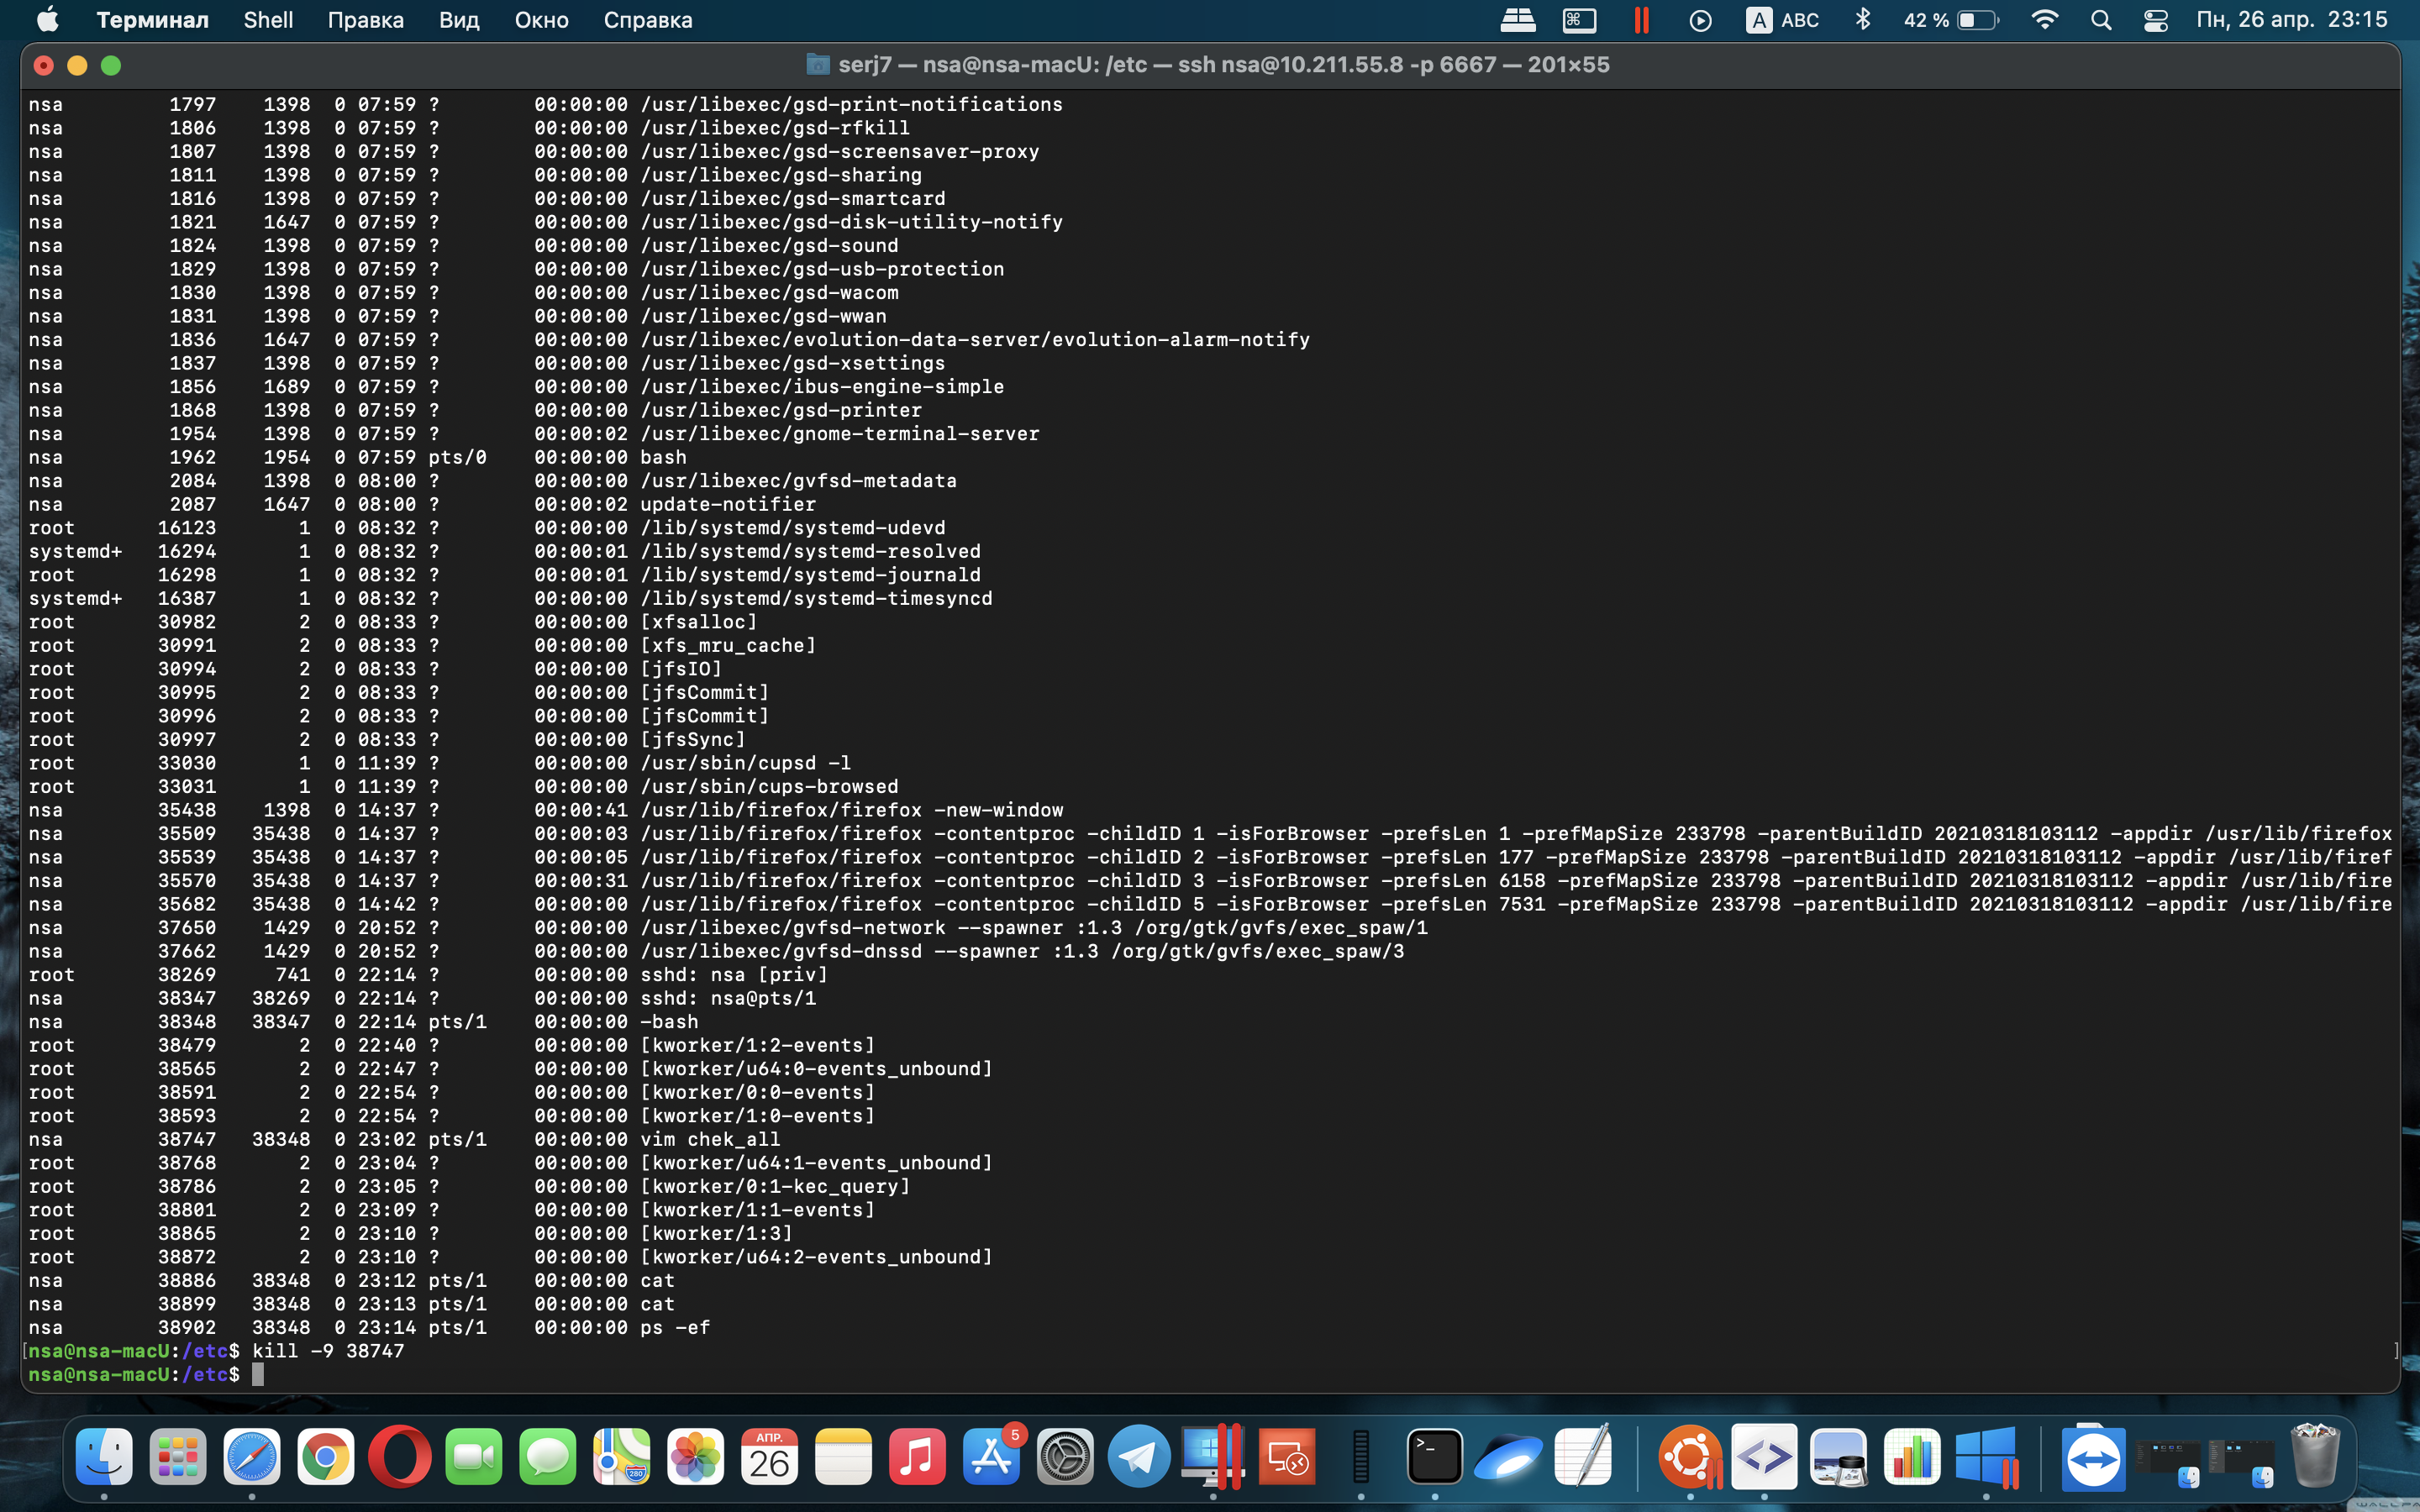 Терминал Shell Правка Вид Окно Справка A ABC 42 % Пн, 26 апр. 23:15
serj7 — nsa@nsa-macU: /etc — ssh nsa@10.211.55.8 -p 6667 — 201×55
nsa 1797 1398 0 07:59 ? 00:00:00 /usr/libexec/gsd-print-notifications
nsa 1806 1398 0 07:59 ? 00:00:00 /usr/libexec/gsd-rfkill
nsa 1807 1398 0 07:59 ? 00:00:00 /usr/libexec/gsd-screensaver-proxy
nsa 1811 1398 0 07:59 ? 00:00:00 /usr/libexec/gsd-sharing
nsa 1816 1398 0 07:59 ? 00:00:00 /usr/libexec/gsd-smartcard
nsa 1821 1647 0 07:59 ? 00:00:00 /usr/libexec/gsd-disk-utility-notify
nsa 1824 1398 0 07:59 ? 00:00:00 /usr/libexec/gsd-sound
nsa 1829 1398 0 07:59 ? 00:00:00 /usr/libexec/gsd-usb-protection
nsa 1830 1398 0 07:59 ? 00:00:00 /usr/libexec/gsd-wacom
nsa 1831 1398 0 07:59 ? 00:00:00 /usr/libexec/gsd-wwan
nsa 1836 1647 0 07:59 ? 00:00:00 /usr/libexec/evolution-data-server/evolution-alarm-notify
nsa 1837 1398 0 07:59 ? 00:00:00 /usr/libexec/gsd-xsettings
nsa 1856 1689 0 07:59 ? 00:00:00 /usr/libexec/ibus-engine-simple
nsa 1868 1398 0 07:59 ? 00:00:00 /usr/libexec/gsd-printer
nsa 1954 1398 0 07:59 ? 00:00:02 /usr/libexec/gnome-terminal-server
nsa 1962 1954 0 07:59 pts/0 00:00:00 bash
nsa 2084 1398 0 08:00 ? 00:00:00 /usr/libexec/gvfsd-metadata
nsa 2087 1647 0 08:00 ? 00:00:02 update-notifier
root 16123 1 0 08:32 ? 00:00:00 /lib/systemd/systemd-udevd
systemd+ 16294 1 0 08:32 ? 00:00:01 /lib/systemd/systemd-resolved
root 16298 1 0 08:32 ? 00:00:01 /lib/systemd/systemd-journald
systemd+ 16387 1 0 08:32 ? 00:00:00 /lib/systemd/systemd-timesyncd
root 30982 2 0 08:33 ? 00:00:00 [xfsalloc]
root 30991 2 0 08:33 ? 00:00:00 [xfs_mru_cache]
root 30994 2 0 08:33 ? 00:00:00 [jfsIO]
root 30995 2 0 08:33 ? 00:00:00 [jfsCommit]
root 30996 2 0 08:33 ? 00:00:00 [jfsCommit]
root 30997 2 0 08:33 ? 00:00:00 [jfsSync]
root 33030 1 0 11:39 ? 00:00:00 /usr/sbin/cupsd -l
root 33031 1 0 11:39 ? 00:00:00 /usr/sbin/cups-browsed
nsa 35438 1398 0 14:37 ? 00:00:41 /usr/lib/firefox/firefox -new-window
nsa 35509 35438 0 14:37 ? 00:00:03 /usr/lib/firefox/firefox -contentproc -childID 1 -isForBrowser -prefsLen 1 -prefMapSize 233798 -parentBuildID 20210318103112 -appdir /usr/lib/firefox
nsa 35539 35438 0 14:37 ? 00:00:05 /usr/lib/firefox/firefox -contentproc -childID 2 -isForBrowser -prefsLen 177 -prefMapSize 233798 -parentBuildID 20210318103112 -appdir /usr/lib/firef
nsa 35570 35438 0 14:37 ? 00:00:31 /usr/lib/firefox/firefox -contentproc -childID 3 -isForBrowser -prefsLen 6158 -prefMapSize 233798 -parentBuildID 20210318103112 -appdir /usr/lib/fire
nsa 35682 35438 0 14:42 ? 00:00:00 /usr/lib/firefox/firefox -contentproc -childID 5 -isForBrowser -prefsLen 7531 -prefMapSize 233798 -parentBuildID 20210318103112 -appdir /usr/lib/fire
nsa 37650 1429 0 20:52 ? 00:00:00 /usr/libexec/gvfsd-network --spawner :1.3 /org/gtk/gvfs/exec_spaw/1
nsa 37662 1429 0 20:52 ? 00:00:00 /usr/libexec/gvfsd-dnssd --spawner :1.3 /org/gtk/gvfs/exec_spaw/3
root 38269 741 0 22:14 ? 00:00:00 sshd: nsa [priv]
nsa 38347 38269 0 22:14 ? 00:00:00 sshd: nsa@pts/1
nsa 38348 38347 0 22:14 pts/1 00:00:00 -bash
root 38479 2 0 22:40 ? 00:00:00 [kworker/1:2-events]
root 38565 2 0 22:47 ? 00:00:00 [kworker/u64:0-events_unbound]
root 38591 2 0 22:54 ? 00:00:00 [kworker/0:0-events]
root 38593 2 0 22:54 ? 00:00:00 [kworker/1:0-events]
nsa 38747 38348 0 23:02 pts/1 00:00:00 vim chek_all
root 38768 2 0 23:04 ? 00:00:00 [kworker/u64:1-events_unbound]
root 38786 2 0 23:05 ? 00:00:00 [kworker/0:1-kec_query]
root 38801 2 0 23:09 ? 00:00:00 [kworker/1:1-events]
root 38865 2 0 23:10 ? 00:00:00 [kworker/1:3]
root 38872 2 0 23:10 ? 00:00:00 [kworker/u64:2-events_unbound]
nsa 38886 38348 0 23:12 pts/1 00:00:00 cat
nsa 38899 38348 0 23:13 pts/1 00:00:00 cat
nsa 38902 38348 0 23:14 pts/1 00:00:00 ps -ef
[nsa@nsa-macU:/etc$ kill -9 38747 ]
nsa@nsa-macU:/etc$
АПР.
26
5
280